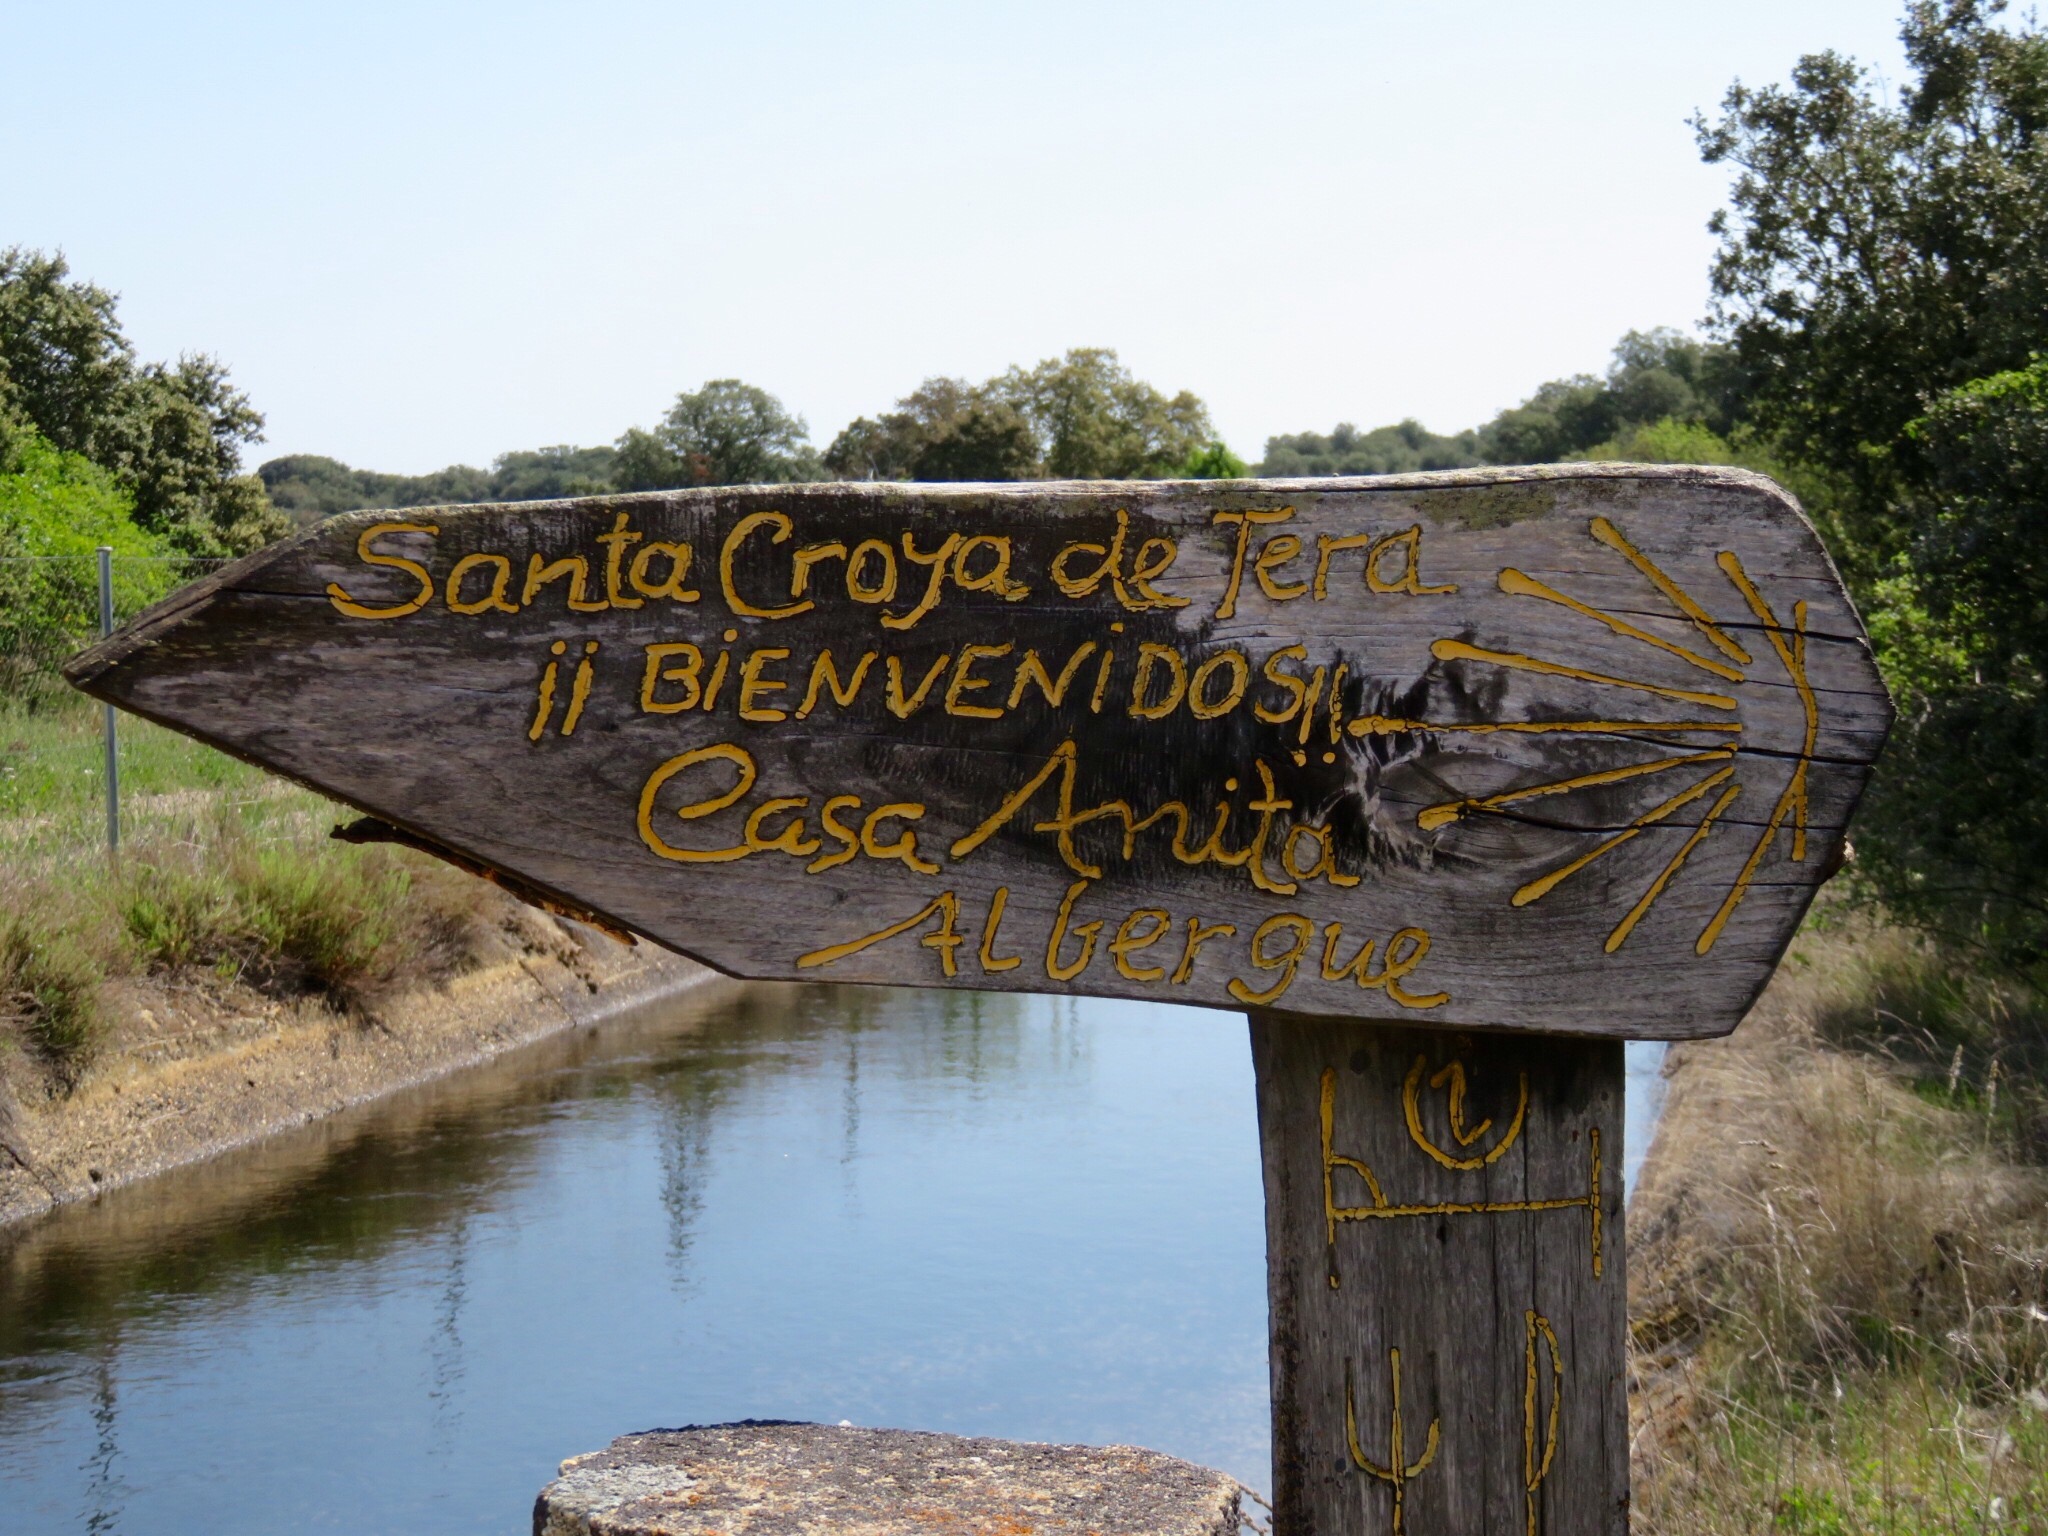 Santa Croya de Tera
¡¡BiENVENiDOS!!
Casa Anita
Albergue